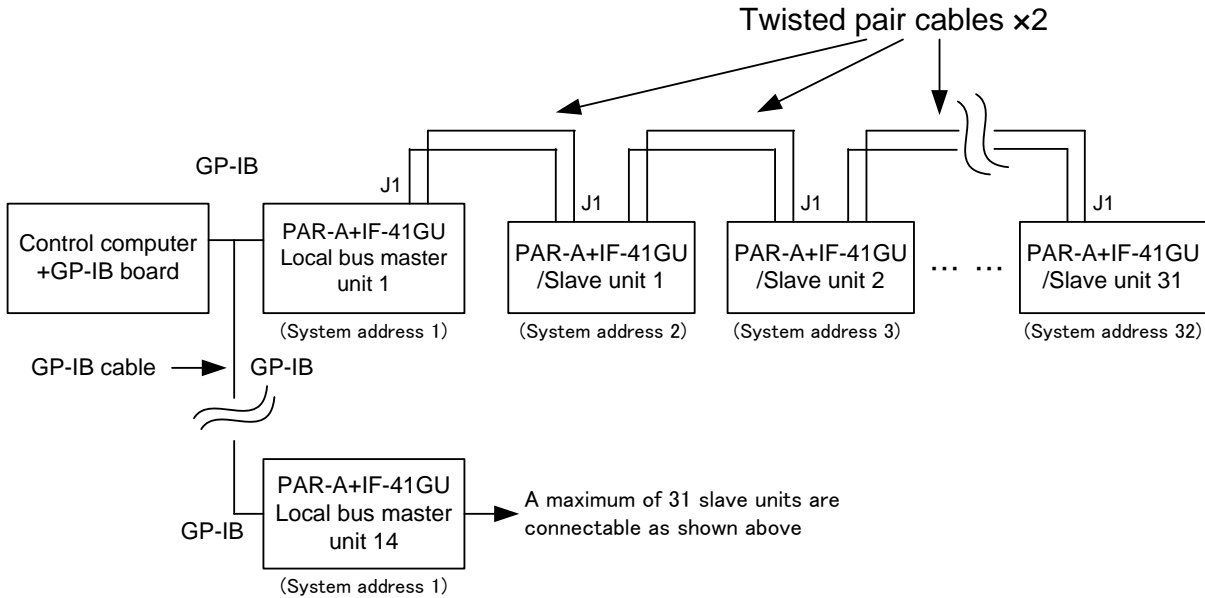 Twisted pair cables ×2
GP-IB
J1
J1
J1
J1
Control computer
+GP-IB board
PAR-A+IF-41GU
Local bus master
unit 1
PAR-A+IF-41GU
/Slave unit 1
PAR-A+IF-41GU
/Slave unit 2
... ...
PAR-A+IF-41GU
/Slave unit 31
(System address 1)
(System address 2)
(System address 3)
(System address 32)
GP-IB cable
GP-IB
PAR-A+IF-41GU
Local bus master
unit 14
GP-IB
A maximum of 31 slave units are
connectable as shown above
(System address 1)